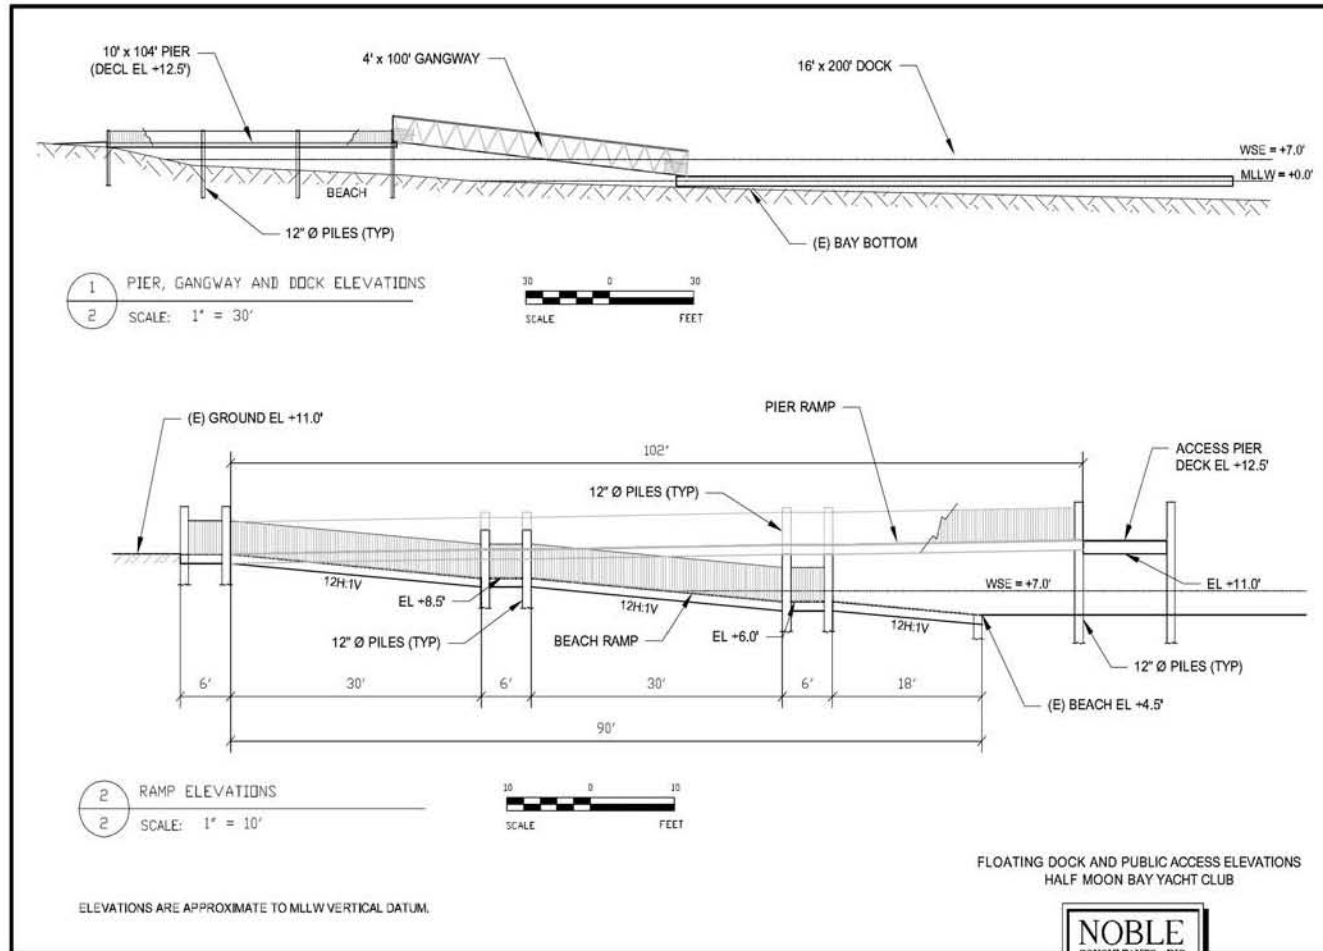 10' x 104' PIER
(DECL EL +12.5')
4' x 100' GANGWAY
16' x 200' DOCK
WSE = +7.0'
MLLW = +0.0'
BEACH
12" Ø PILES (TYP)
(E) BAY BOTTOM
1
2
PIER, GANGWAY AND DOCK ELEVATIONS
SCALE: 1" = 30'
30 0 30
SCALE FEET
(E) GROUND EL +11.0'
PIER RAMP
102'
ACCESS PIER
DECK EL +12.5'
12" Ø PILES (TYP)
12H:1V
EL +8.5'
12H:1V
WSE = +7.0'
EL +11.0'
12" Ø PILES (TYP)
BEACH RAMP
EL +6.0'
12H:1V
12" Ø PILES (TYP)
6' 30' 6' 30' 6' 18'
(E) BEACH EL +4.5'
90'
2
2
RAMP ELEVATIONS
SCALE: 1" = 10'
10 0 10
SCALE FEET
FLOATING DOCK AND PUBLIC ACCESS ELEVATIONS
HALF MOON BAY YACHT CLUB
ELEVATIONS ARE APPROXIMATE TO MLLW VERTICAL DATUM.
NOBLE